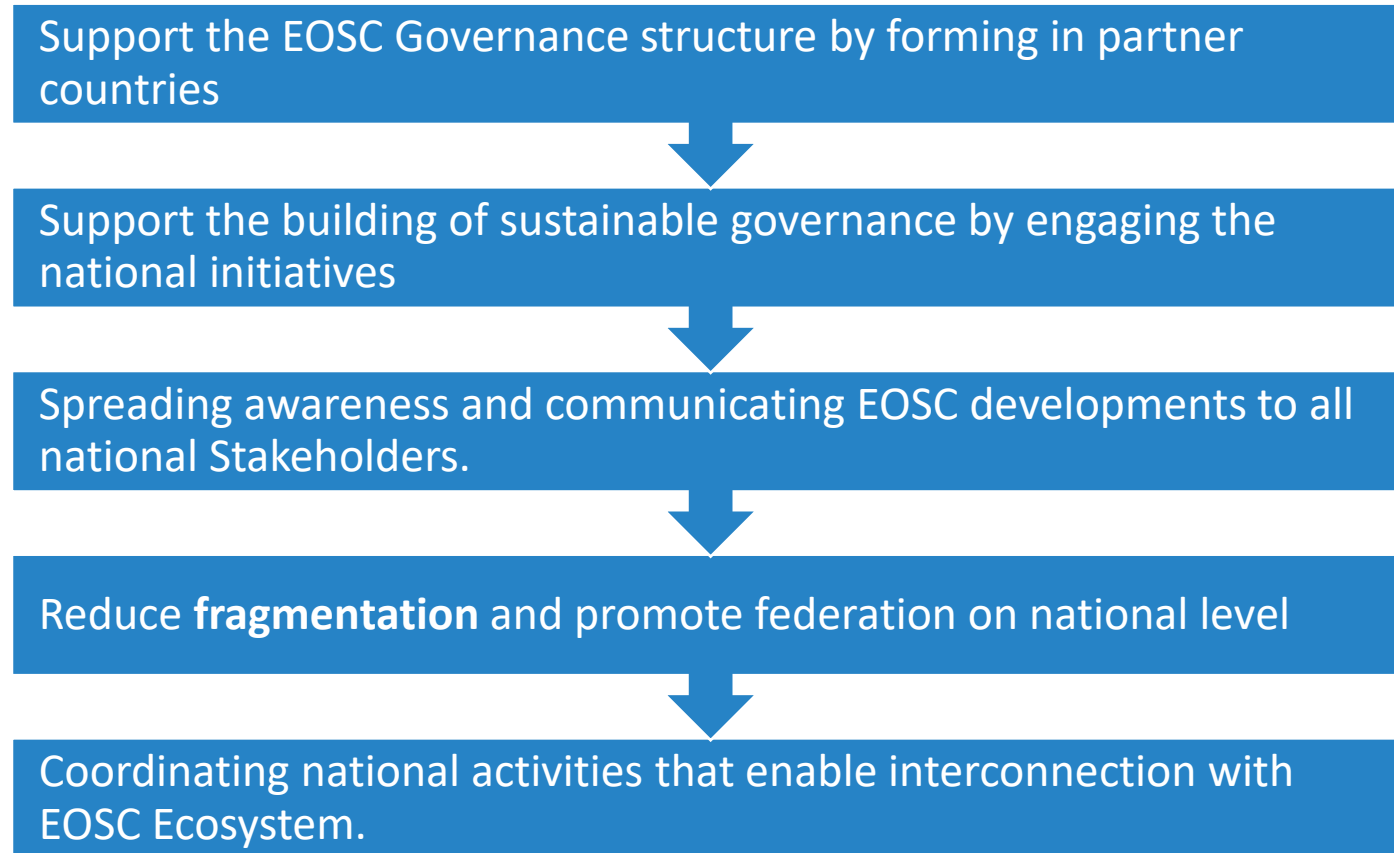 Support the EOSC Governance structure by forming in partner
countries
Support the building of sustainable governance by engaging the
national initiatives
Spreading awareness and communicating EOSC developments to all
national Stakeholders.
Reduce fragmentation and promote federation on national level
Coordinating national activities that enable interconnection with
EOSC Ecosystem.